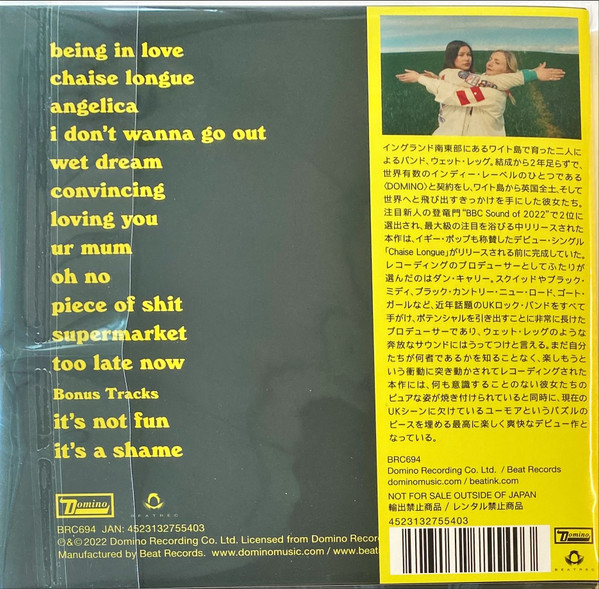 being in love
chaise longue
angelica
i don't wanna go out
wet dream
convincing
loving you
ur mum
oh no
piece of shit
supermarket
too late now
Bonus Tracks
it's not fun
it's a shame
Domino
BEATREC
BRC694 JAN: 4523132755403
℗&© 2022 Domino Recording Co. Ltd. Licensed from Domino Rec
Manufactured by Beat Records. www.dominomusic.com / www.beat
イングランド南東部にあるワイト島で育った二人に
よるバンド、ウェット・レッグ。結成から2年足らずで、
世界有数のインディー・レーベルのひとつである
〈DOMINO〉と契約をし、ワイト島から英国全土、そして
世界へと飛び出すきっかけを手にした彼女たち。
注目新人の登竜門“BBC Sound of 2022”で2位に
選出され、最大級の注目を浴びる中リリースされた
本作は、イギー・ポップも称賛したデビュー・シングル
「Chaise Longue」がリリースされる前に完成していた。
レコーディングのプロデューサーとしてふたりが
選んだのはダン・キャリー。スクイッドやブラック・
ミディ、ブラック・カントリー・ニュー・ロード、ゴート・
ガールなど、近年話題のUKロック・バンドをすべて
手がけ、ポテンシャルを引き出すことに非常に長けた
プロデューサーであり、ウェット・レッグのような
奔放なサウンドにはうってつけと言える。まだ自分
たちが何者であるかを知ることなく、楽しもうと
いう衝動に突き動かされてレコーディングされた
本作には、何も意識することのない彼女たちの
ピュアな姿が焼き付けられていると同時に、現在の
UKシーンに欠けているユーモアというパズルの
ピースを埋める最高に楽しく爽快なデビュー作と
なっている。
BRC694
Domino Recording Co. Ltd. / Beat Records
dominomusic.com / beatink.com
NOT FOR SALE OUTSIDE OF JAPAN
輸出禁止商品 / レンタル禁止商品
4523132755403
Domino
BEATREC